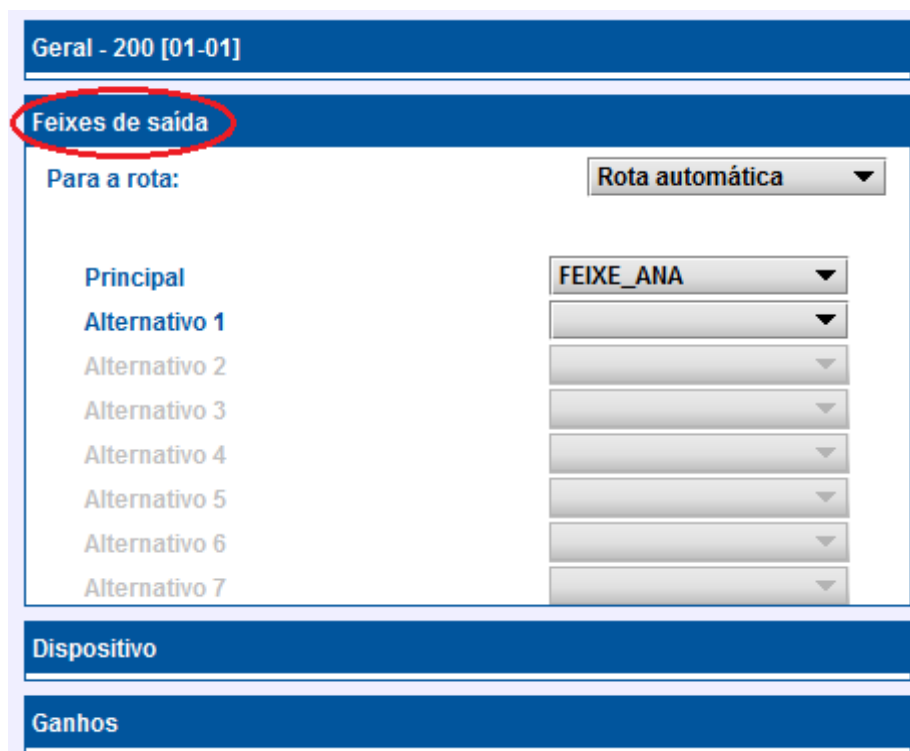 Geral - 200 [01-01]
Feixes de saída
Para a rota: Rota automática
Principal FEIXE_ANA
Alternativo 1
Alternativo 2
Alternativo 3
Alternativo 4
Alternativo 5
Alternativo 6
Alternativo 7
Dispositivo
Ganhos